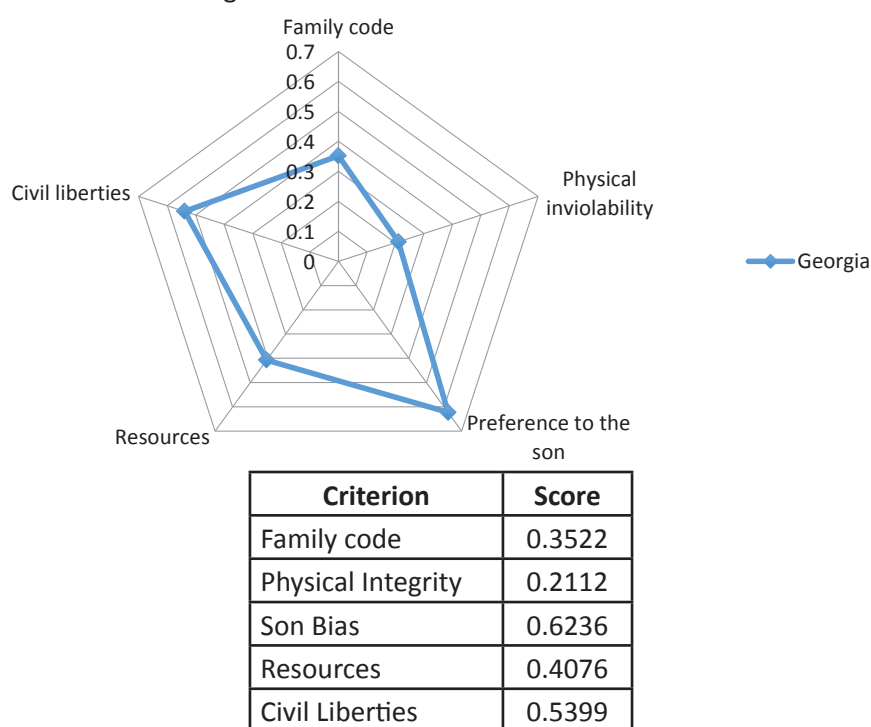 Family code
0.7
0.6
0.5
0.4
0.3
0.2
0.1
0
Civil liberties
Physical
inviolability
Georgia
Resources
Preference to the
son
Criterion Score
Family code 0.3522
Physical Integrity 0.2112
Son Bias 0.6236
Resources 0.4076
Civil Liberties 0.5399